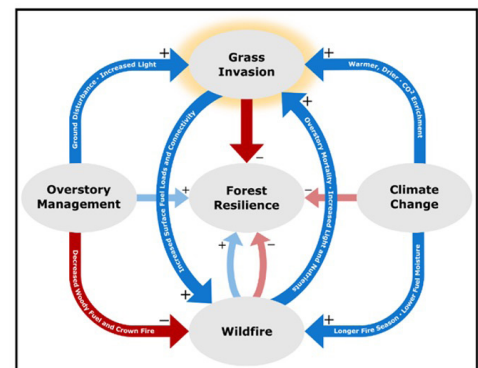 Grass
Invasion
Ground Disturbance - Increased Light
Warmer, Drier - CO² Enrichment
Increased Surface Fuel Loads and Connectivity
Overstory Mortality - Increased Light and Nutrients
Overstory
Management
Forest
Resilience
Climate
Change
Decreased Woody Fuel and Crown Fire
Longer Fire Season - Lower Fuel Moisture
Wildfire
+
+
+
−
+
−
+
−
+
−
+